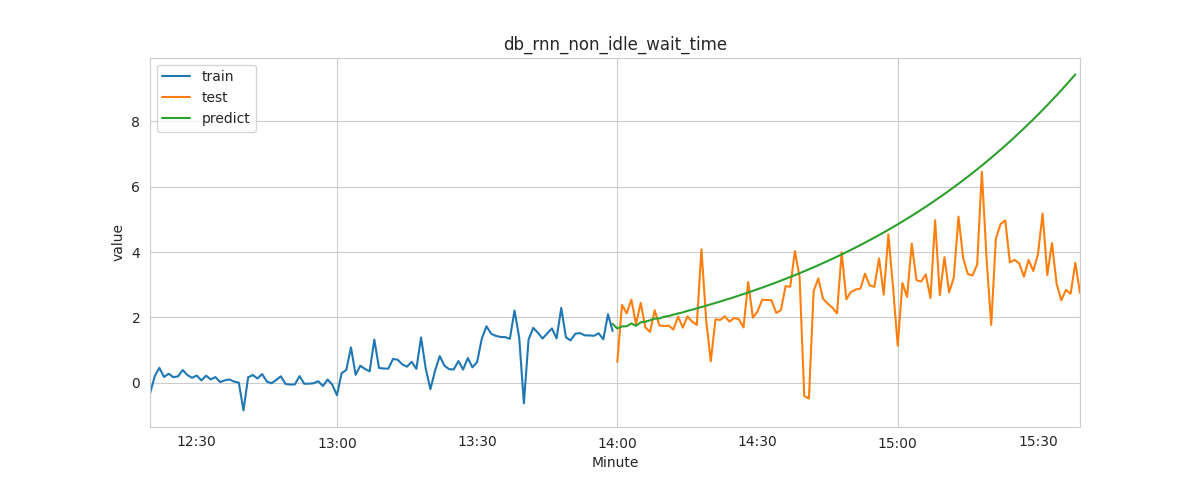 db_rnn_non_idle_wait_time
train
test
predict
value
8
6
4
2
0
12:30 13:00 13:30 14:00 14:30 15:00 15:30
Minute